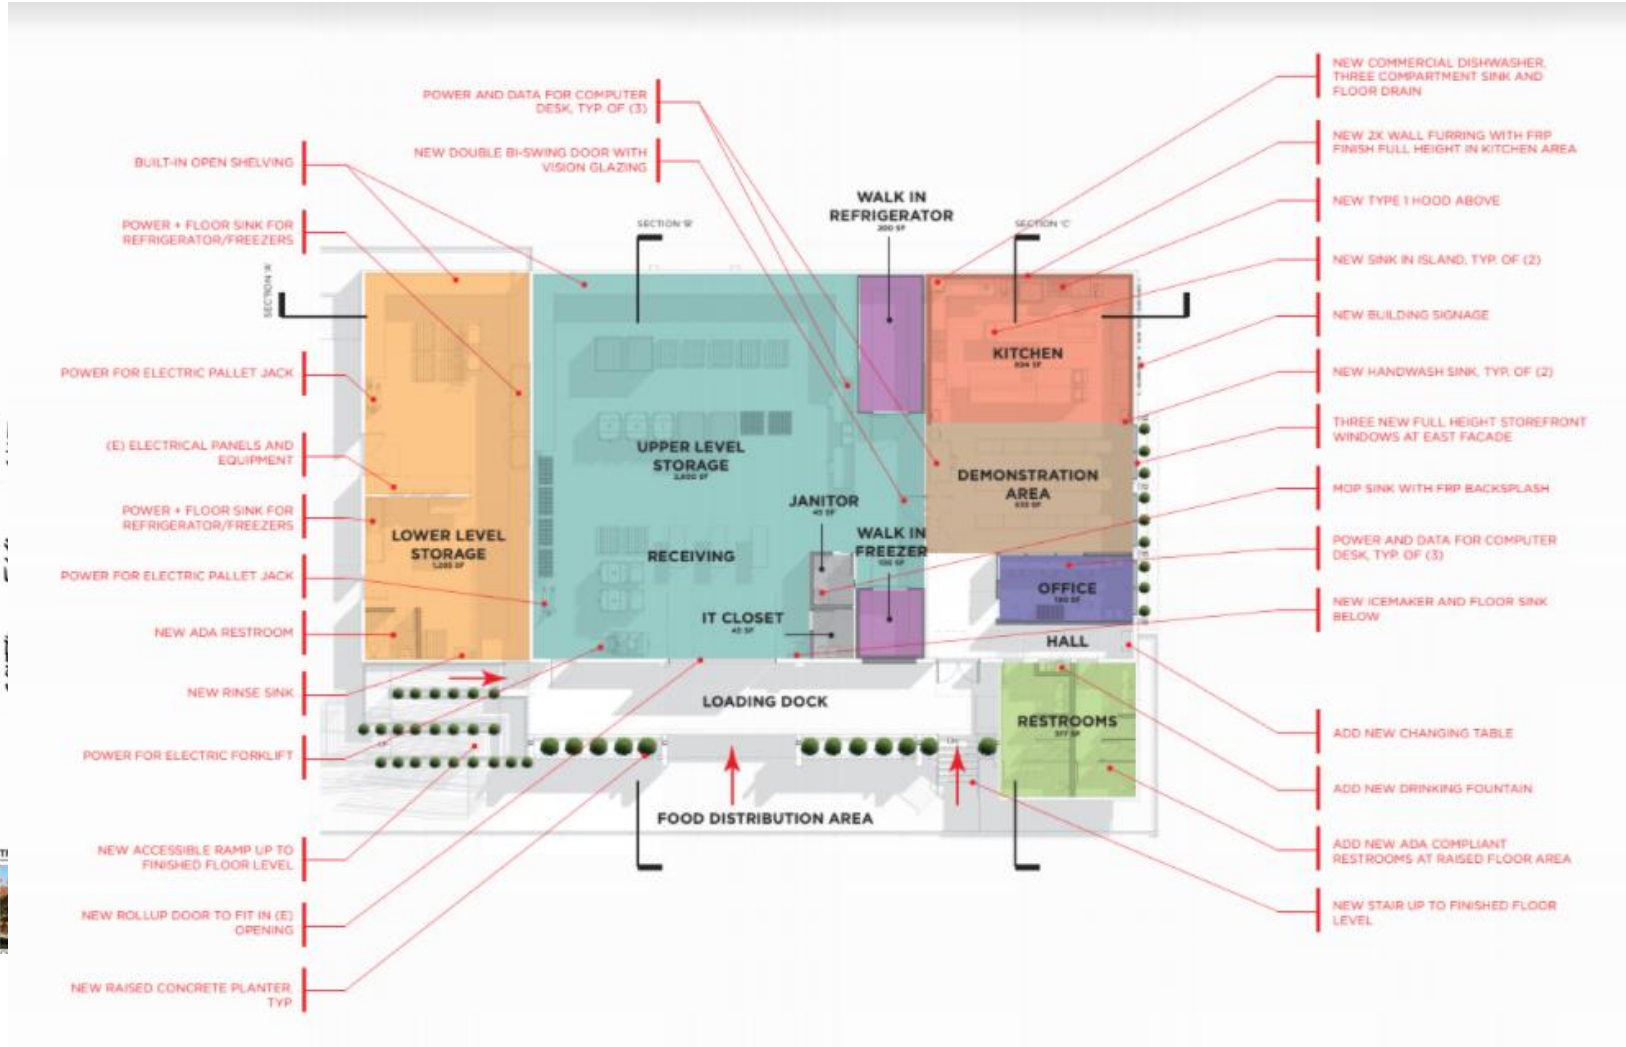 POWER AND DATA FOR COMPUTER
DESK, TYP. OF (3)
NEW DOUBLE BI-SWING DOOR WITH
VISION GLAZING
BUILT-IN OPEN SHELVING
POWER + FLOOR SINK FOR
REFRIGERATOR/FREEZERS
POWER FOR ELECTRIC PALLET JACK
(E) ELECTRICAL PANELS AND
EQUIPMENT
POWER + FLOOR SINK FOR
REFRIGERATOR/FREEZERS
POWER FOR ELECTRIC PALLET JACK
NEW ADA RESTROOM
NEW RINSE SINK
POWER FOR ELECTRIC FORKLIFT
NEW ACCESSIBLE RAMP UP TO
FINISHED FLOOR LEVEL
NEW ROLLUP DOOR TO FIT IN (E)
OPENING
NEW RAISED CONCRETE PLANTER,
TYP
SECTION 'A'
SECTION 'B'
SECTION 'C'
WALK IN
REFRIGERATOR
200 SF
KITCHEN
UPPER LEVEL
STORAGE
DEMONSTRATION
AREA
JANITOR
45 SF
WALK IN
FREEZER
LOWER LEVEL
STORAGE
RECEIVING
OFFICE
IT CLOSET
45 SF
HALL
LOADING DOCK
RESTROOMS
FOOD DISTRIBUTION AREA
NEW COMMERCIAL DISHWASHER,
THREE COMPARTMENT SINK AND
FLOOR DRAIN
NEW 2X WALL FURRING WITH FRP
FINISH FULL HEIGHT IN KITCHEN AREA
NEW TYPE 1 HOOD ABOVE
NEW SINK IN ISLAND, TYP. OF (2)
NEW BUILDING SIGNAGE
NEW HANDWASH SINK, TYP. OF (2)
THREE NEW FULL HEIGHT STOREFRONT
WINDOWS AT EAST FACADE
MOP SINK WITH FRP BACKSPLASH
POWER AND DATA FOR COMPUTER
DESK, TYP. OF (3)
NEW ICEMAKER AND FLOOR SINK
BELOW
ADD NEW CHANGING TABLE
ADD NEW DRINKING FOUNTAIN
ADD NEW ADA COMPLIANT
RESTROOMS AT RAISED FLOOR AREA
NEW STAIR UP TO FINISHED FLOOR
LEVEL